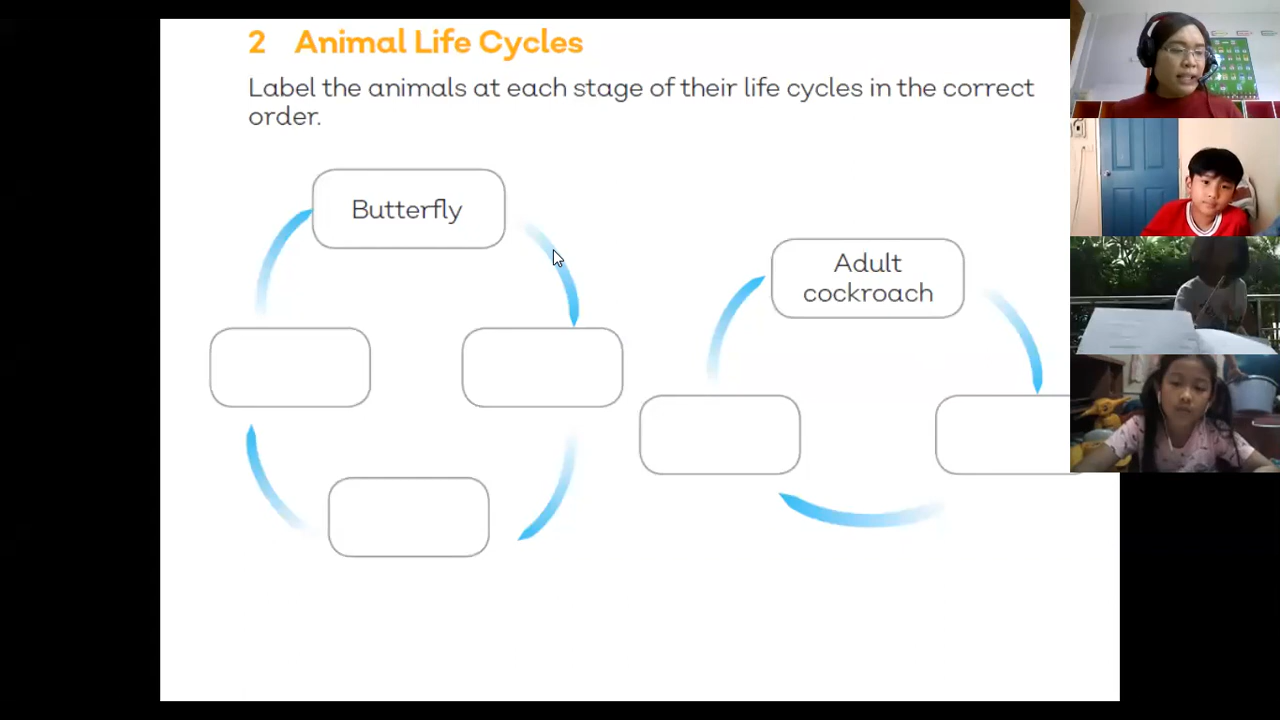 2 Animal Life Cycles
Label the animals at each stage of their life cycles in the correct
order.
Butterfly
Adult
cockroach